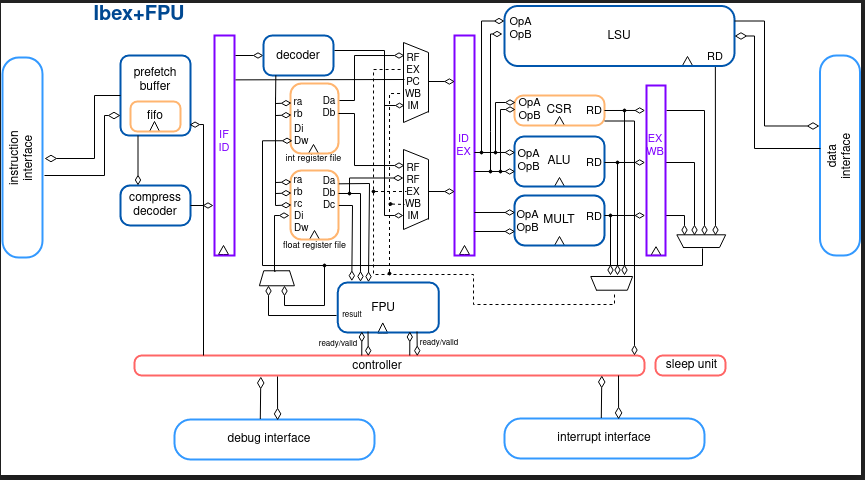 Ibex+FPU
instruction
interface
prefetch
buffer
fifo
compress
decoder
IF
ID
decoder
ra
rb
Di
Dw
Da
Db
int register file
ra
rb
rc
Di
Dw
Da
Db
Dc
float register file
RF
EX
PC
WB
IM
RF
RF
EX
WB
IM
ID
EX
OpA
OpB
LSU
RD
OpA
OpB
CSR
RD
OpA
OpB
ALU
RD
OpA
OpB
MULT
RD
EX
WB
data
interface
FPU
result
ready/valid
ready/valid
controller
sleep unit
debug interface
interrupt interface